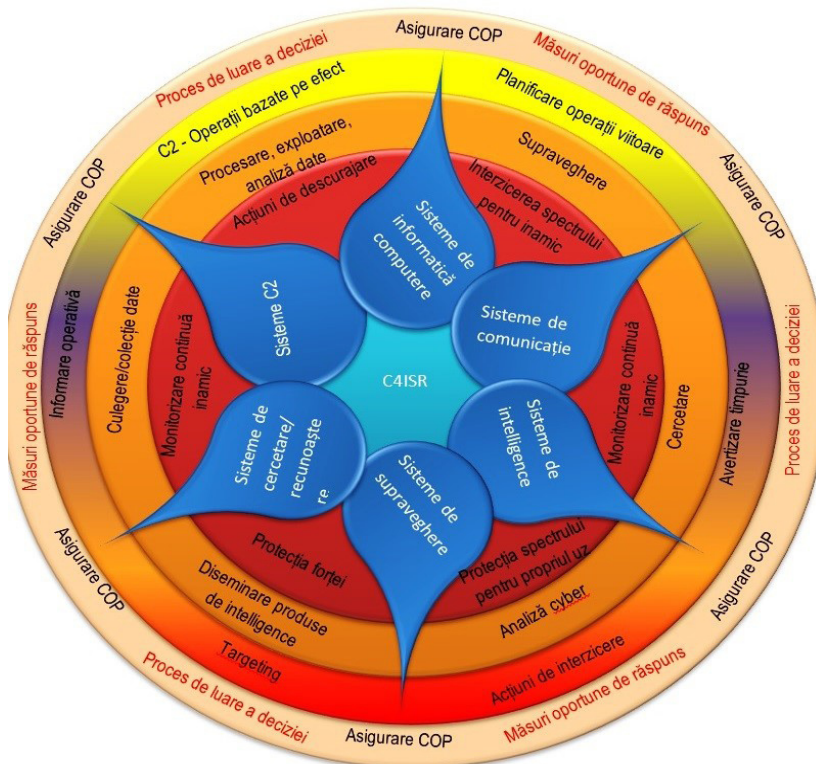 Asigurare COP
Măsuri oportune de răspuns
Asigurare COP
Proces de luare a deciziei
Asigurare COP
Măsuri oportune de răspuns
Asigurare COP
Proces de luare a deciziei
Asigurare COP
Măsuri oportune de răspuns
Asigurare COP
Proces de luare a deciziei
C2 - Operații bazate pe efect
Planificare operații viitoare
Avertizare timpurie
Acțiuni de interzicere
Targeting
Informare operativă
Procesare, exploatare,
analiză date
Supraveghere
Cercetare
Analiză cyber
Diseminare produse
de intelligence
Culegere/colecție date
Acțiuni de descurajare
Interzicerea spectrului
pentru inamic
Monitorizare continuă
inamic
Protecția spectrului
pentru propriul uz
Protecția forței
Monitorizare continuă
inamic
Sisteme de
informatică
computere
Sisteme de
comunicație
Sisteme de
intelligence
Sisteme de
supraveghere
Sisteme de
cercetare/
recunoaște
re
Sisteme C2
C4ISR